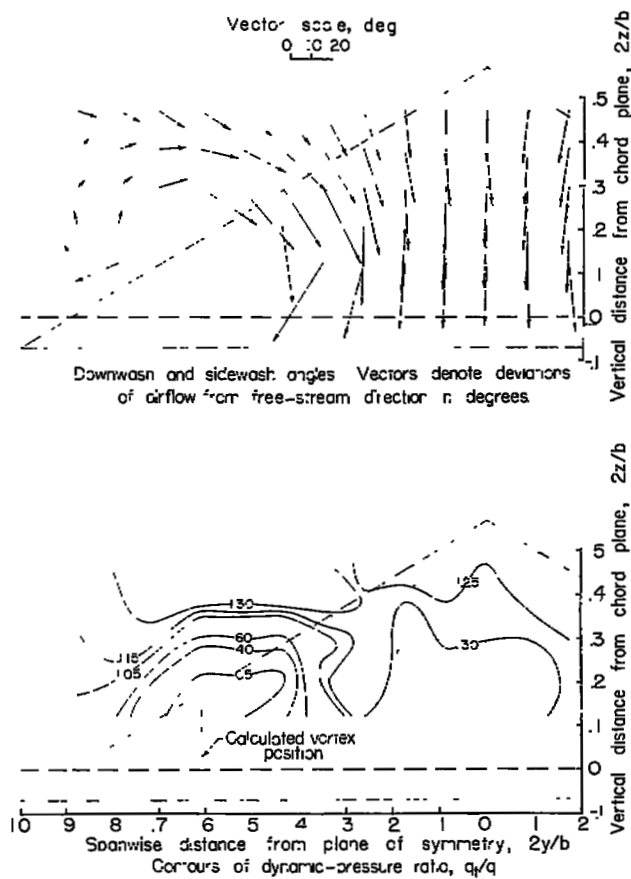 Vector scale, deg
0 10 20
Vertical distance from chord plane, 2z/b
.5
.4
.3
.2
.1
0
-.1
Downwash and sidewash angles Vectors denote deviations
of airflow from free-stream direction in degrees.
Vertical distance from chord plane, 2z/b
.5
.4
.3
.2
.1
0
-.1
1.30
1.25
1.15
1.05
.60
.40
.05
.30
Calculated vortex
position
1.0 .9 .8 .7 .6 .5 .4 .3 .2 .1 0 .1 .2
Spanwise distance from plane of symmetry, 2y/b
Contours of dynamic-pressure ratio, qt/q